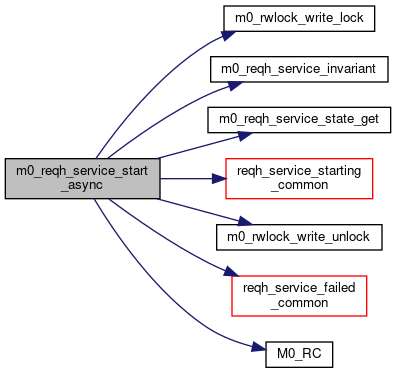 m0_rwlock_write_lock
m0_reqh_service_invariant
m0_reqh_service_state_get
m0_reqh_service_start
_async
reqh_service_starting
_common
m0_rwlock_write_unlock
reqh_service_failed
_common
M0_RC